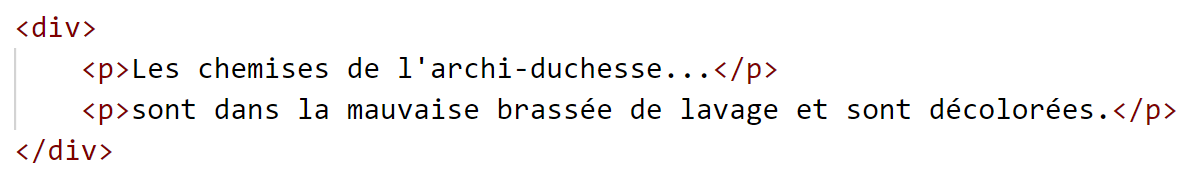 <div>
<p>Les chemises de l'archi-duchesse...</p>
<p>sont dans la mauvaise brassée de lavage et sont décolorées.</p>
</div>